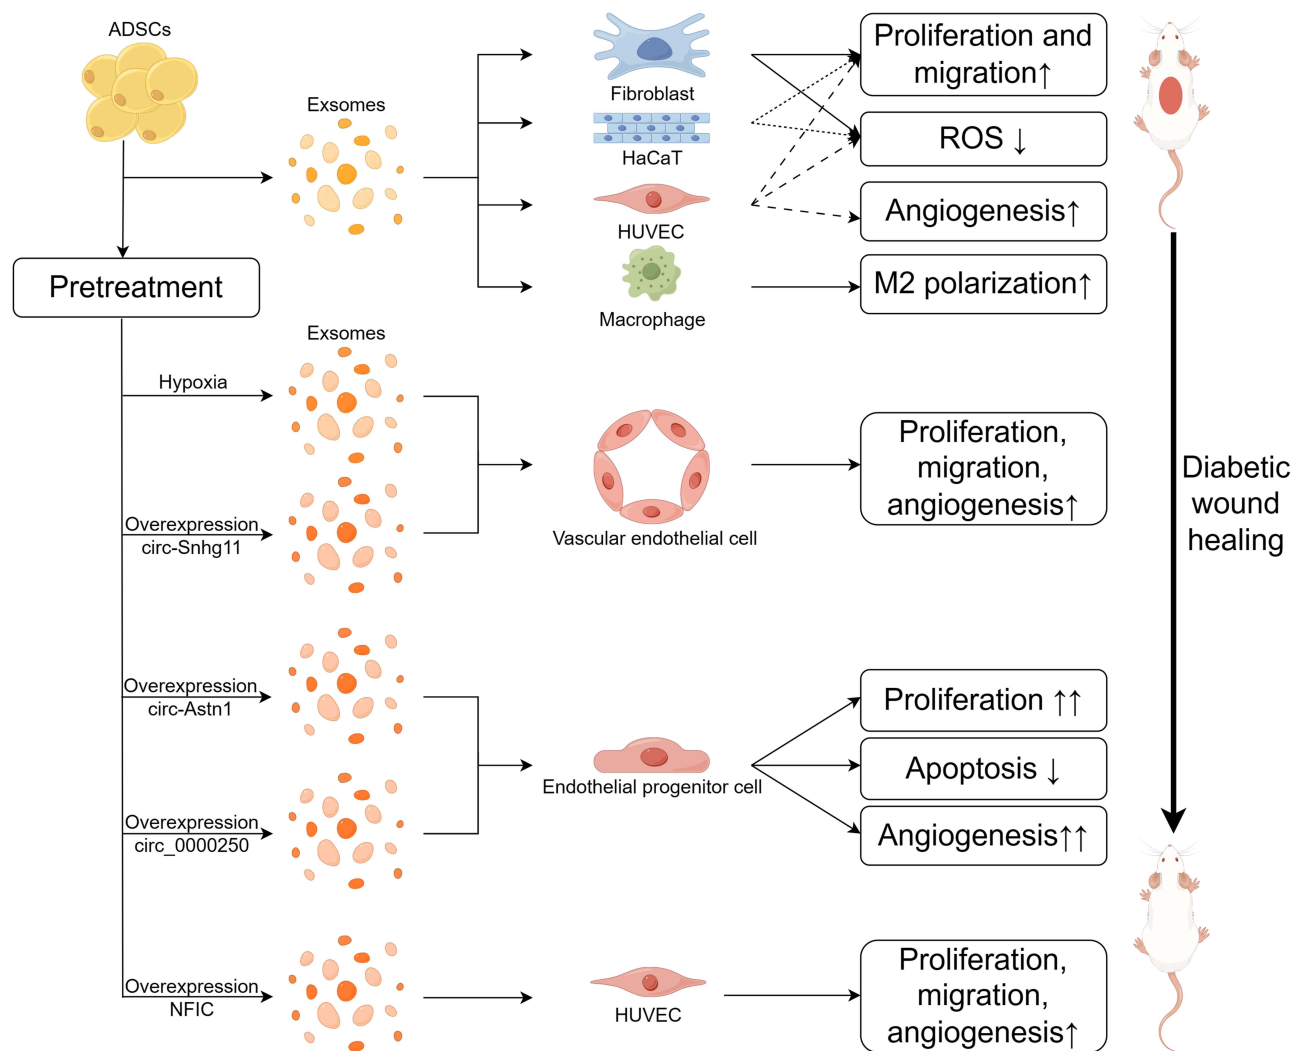 ADSCs
Exsomes
Fibroblast
HaCaT
HUVEC
Macrophage
Proliferation and
migration↑
ROS ↓
Angiogenesis↑
M2 polarization↑
Pretreatment
Exsomes
Hypoxia
Overexpression
circ-Snhg11
Vascular endothelial cell
Proliferation,
migration,
angiogenesis↑
Diabetic
wound
healing
Overexpression
circ-Astn1
Overexpression
circ_0000250
Endothelial progenitor cell
Proliferation ↑↑
Apoptosis ↓
Angiogenesis↑↑
Overexpression
NFIC
HUVEC
Proliferation,
migration,
angiogenesis↑